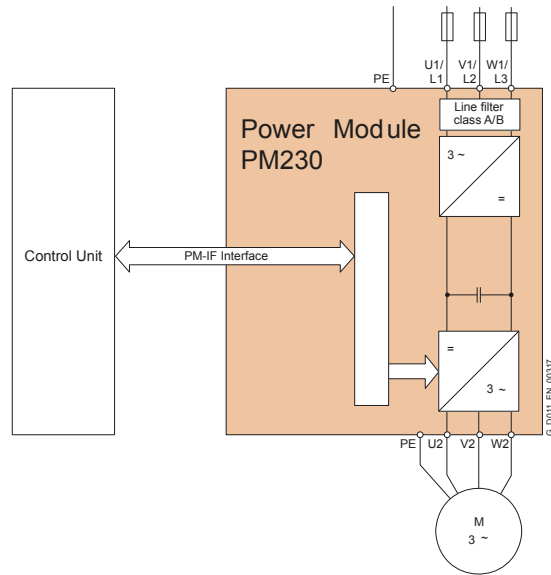 U1/ V1/ W1/
PE L1 L2 L3
Line filter
class A/B
Power Module
PM230
3 ~
=
Control Unit
PM-IF Interface
=
3 ~
G_D011_EN_00317
PE U2 V2 W2
M
3 ~